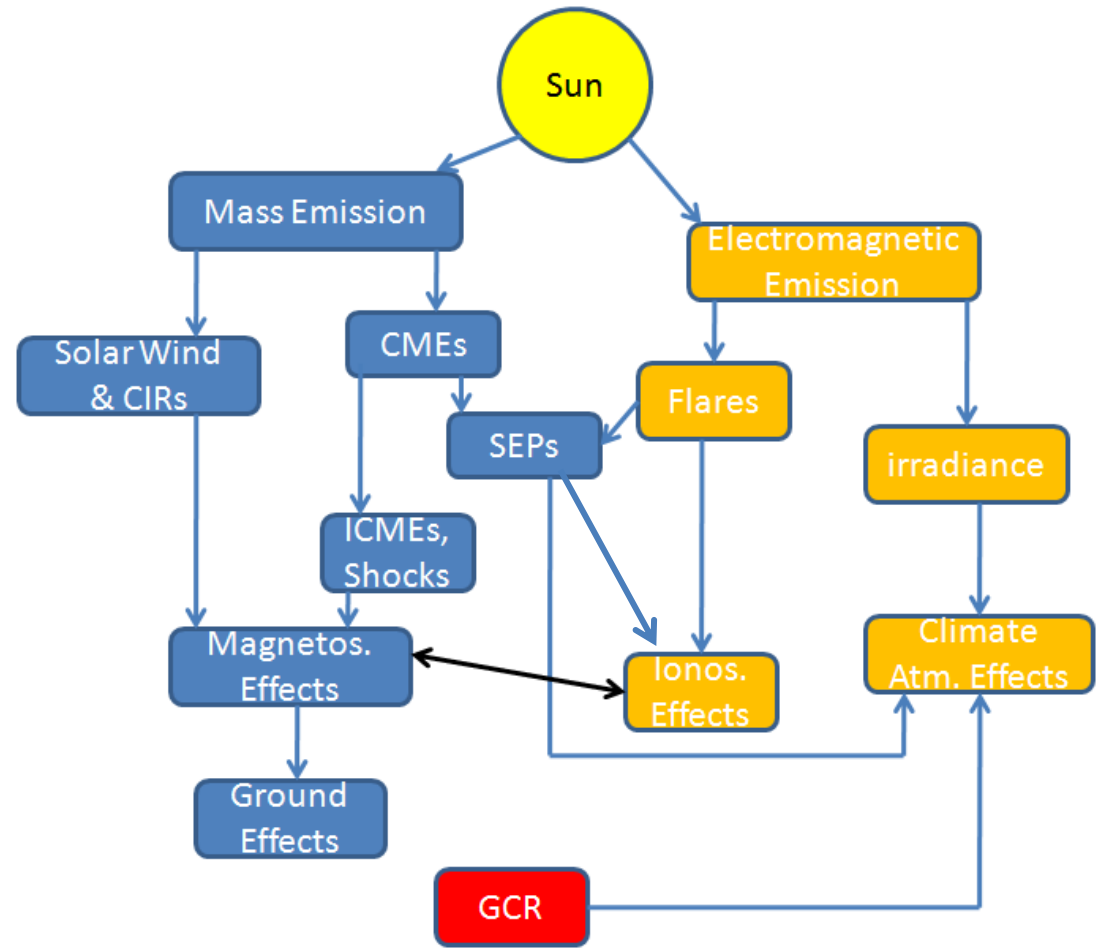 Sun
Mass Emission
Electromagnetic
Emission
Solar Wind
& CIRs
CMEs
Flares
SEPs
irradiance
ICMEs,
Shocks
Magnetos.
Effects
Ionos.
Effects
Climate
Atm. Effects
Ground
Effects
GCR